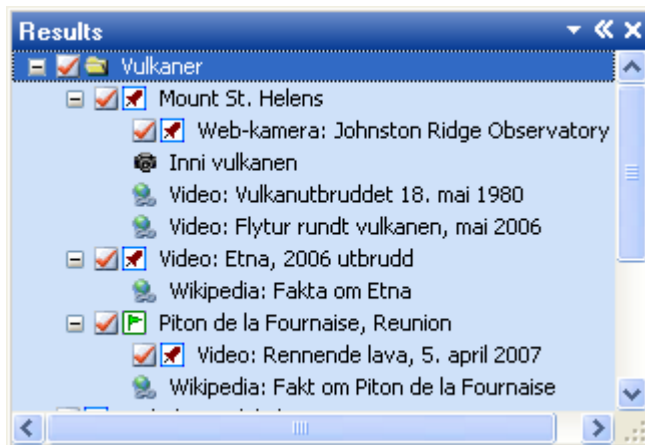 Results
Vulkaner
Mount St. Helens
Web-kamera: Johnston Ridge Observatory
Inni vulkanen
Video: Vulkanutbruddet 18. mai 1980
Video: Flytur rundt vulkanen, mai 2006
Video: Etna, 2006 utbrudd
Wikipedia: Fakta om Etna
Piton de la Fournaise, Reunion
Video: Rennende lava, 5. april 2007
Wikipedia: Fakt om Piton de la Fournaise